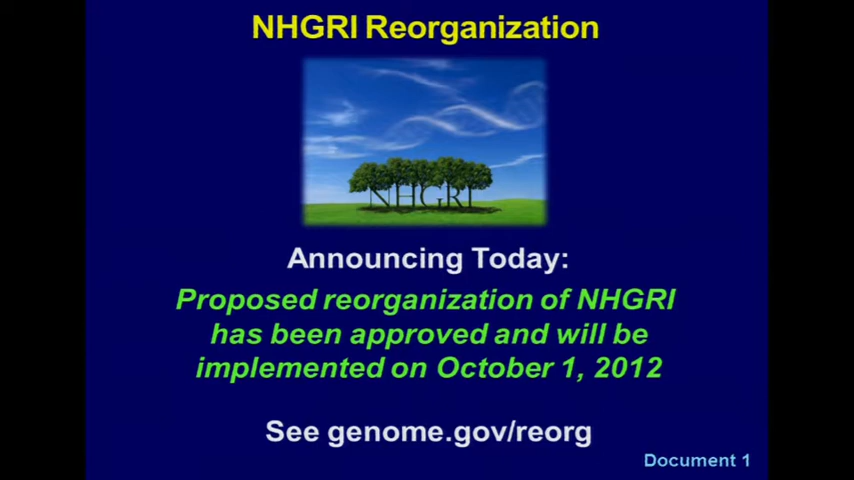 NHGRI Reorganization
NHGRI
Announcing Today:
Proposed reorganization of NHGRI
has been approved and will be
implemented on October 1, 2012
See genome.gov/reorg
Document 1